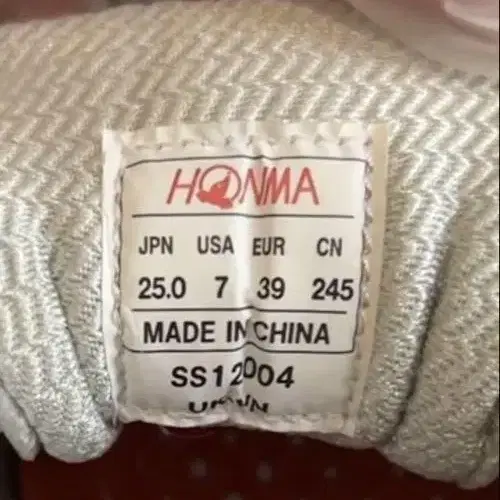 HONMA
JPN USA EUR CN
25.0 7 39 245
MADE IN CHINA
SS12004